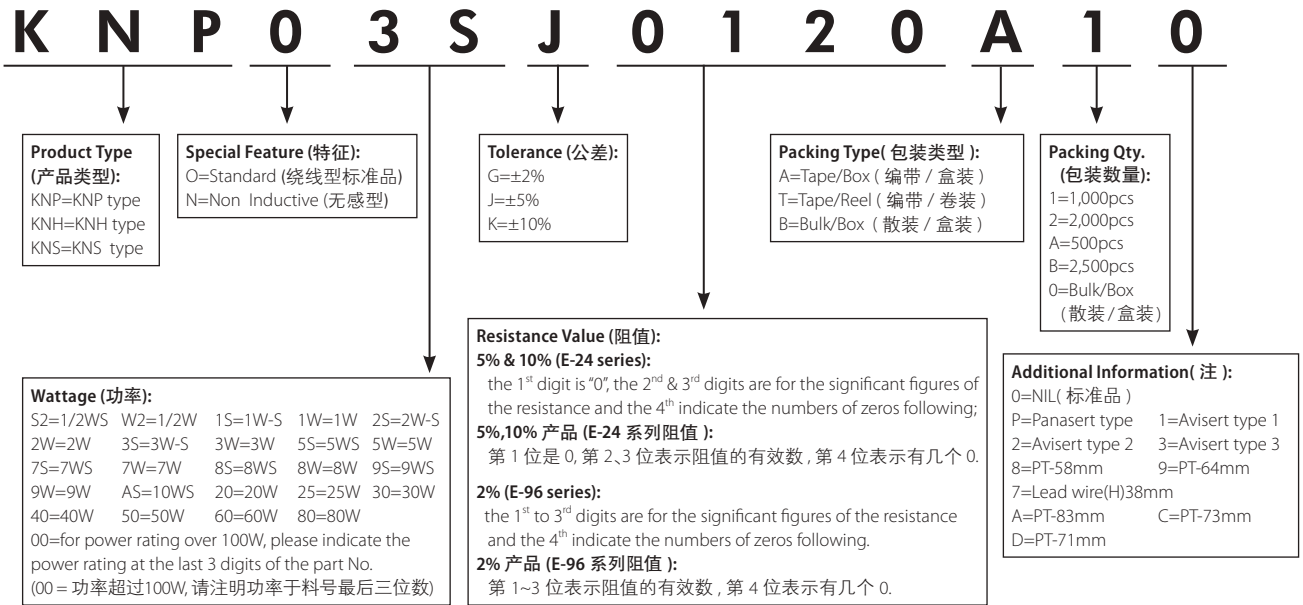 K N P 0 3 S J 0 1 2 0 A 1 0
Product Type
(产品类型):
KNP=KNP type
KNH=KNH type
KNS=KNS type
Special Feature (特征):
O=Standard (绕线型标准品)
N=Non Inductive (无感型)
Tolerance (公差):
G=±2%
J=±5%
K=±10%
Packing Type( 包装类型 ):
A=Tape/Box ( 编带 / 盒装 )
T=Tape/Reel ( 编带 / 卷装 )
B=Bulk/Box ( 散装 / 盒装 )
Packing Qty.
(包装数量):
1=1,000pcs
2=2,000pcs
A=500pcs
B=2,500pcs
0=Bulk/Box
(散装/盒装)
Wattage (功率):
S2=1/2WS W2=1/2W 1S=1W-S 1W=1W 2S=2W-S
2W=2W 3S=3W-S 3W=3W 5S=5WS 5W=5W
7S=7WS 7W=7W 8S=8WS 8W=8W 9S=9WS
9W=9W AS=10WS 20=20W 25=25W 30=30W
40=40W 50=50W 60=60W 80=80W
00=for power rating over 100W, please indicate the
power rating at the last 3 digits of the part No.
(00 = 功率超过100W, 请注明功率于料号最后三位数)
Resistance Value (阻值):
5% & 10% (E-24 series):
the 1st digit is "0", the 2nd & 3rd digits are for the significant figures of
the resistance and the 4th indicate the numbers of zeros following;
5%,10% 产品 (E-24 系列阻值 ):
第 1 位是 0, 第 2、3 位表示阻值的有效数 , 第 4 位表示有几个 0.
2% (E-96 series):
the 1st to 3rd digits are for the significant figures of the resistance
and the 4th indicate the numbers of zeros following.
2% 产品 (E-96 系列阻值 ):
第 1~3 位表示阻值的有效数 , 第 4 位表示有几个 0.
Additional Information( 注 ):
0=NIL( 标准品 )
P=Panasert type 1=Avisert type 1
2=Avisert type 2 3=Avisert type 3
8=PT-58mm 9=PT-64mm
7=Lead wire(H)38mm
A=PT-83mm C=PT-73mm
D=PT-71mm